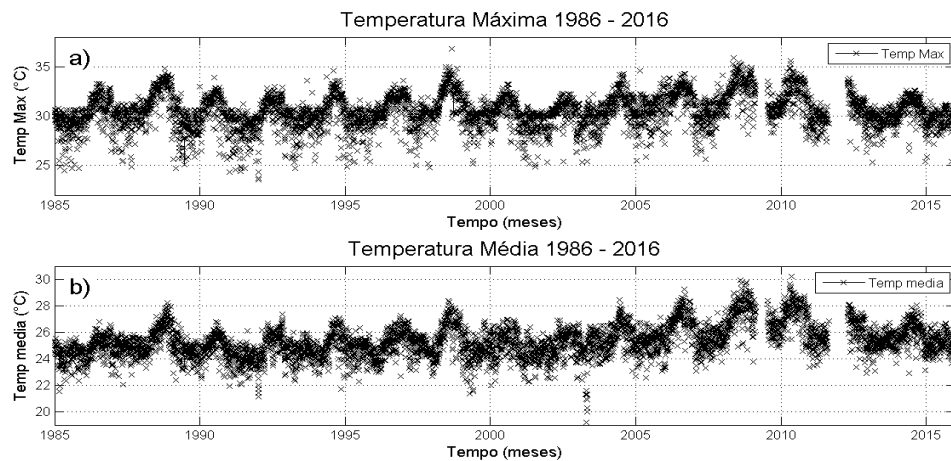 Temperatura Máxima 1986 - 2016
a)
Temp Max
Temp Max (°C)
35
30
25
1985 1990 1995 2000 2005 2010 2015
Tempo (meses)
Temperatura Média 1986 - 2016
b)
Temp media
Temp media (°C)
30
28
26
24
22
20
1985 1990 1995 2000 2005 2010 2015
Tempo (meses)